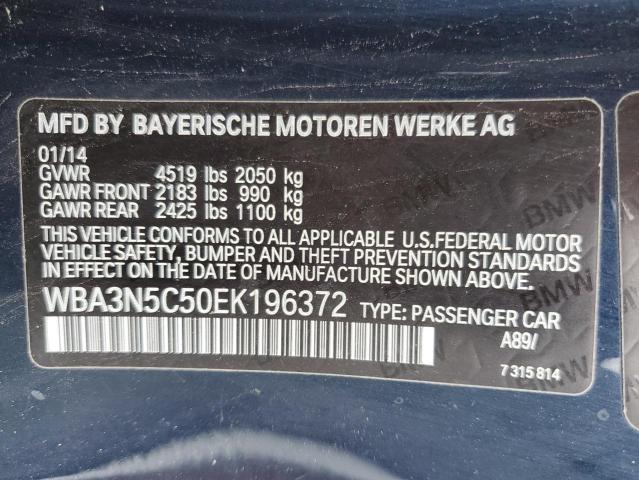 MFD BY BAYERISCHE MOTOREN WERKE AG
01/14
GVWR 4519 lbs 2050 kg
GAWR FRONT 2183 lbs 990 kg
GAWR REAR 2425 lbs 1100 kg
THIS VEHICLE CONFORMS TO ALL APPLICABLE U.S.FEDERAL MOTOR
VEHICLE SAFETY, BUMPER AND THEFT PREVENTION STANDARDS
IN EFFECT ON THE DATE OF MANUFACTURE SHOWN ABOVE.
WBA3N5C50EK196372 TYPE: PASSENGER CAR
A89/
7 315 814